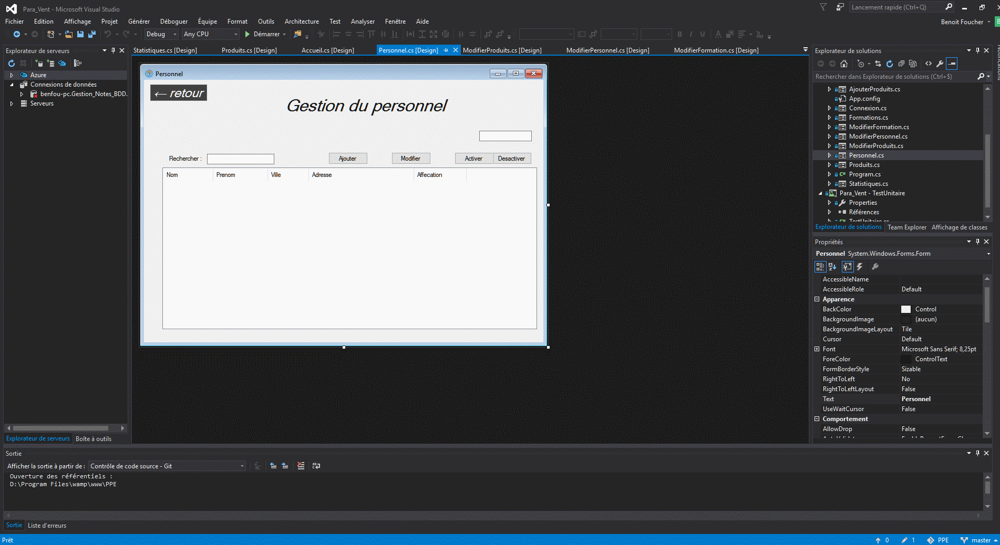 Para_Vent - Microsoft Visual Studio
Lancement rapide (Ctrl+Q)
Fichier Edition Affichage Projet Générer Déboguer Équipe Format Outils Architecture Test Analyser Fenêtre Aide
Benoit Foucher
Debug Any CPU Démarrer
Explorateur de serveurs
Azure
Connexions de données
benfou-pc.Gestion_Notes_BDD.
Serveurs
Explorateur de serveurs Boîte à outils
Statistiques.cs [Design] Produits.cs [Design] Accueil.cs [Design] Personnel.cs [Design] ModifierProduits.cs [Design] ModifierPersonnel.cs [Design] ModifierFormation.cs [Design]
Personnel
← retour
Gestion du personnel
Rechercher : Ajouter Modifier Activer Desactiver
Nom Prenom Ville Adresse Affecation
Explorateur de solutions
Rechercher dans Explorateur de solutions (Ctrl+$)
AjouterProduits.cs
App.config
Connexion.cs
Formations.cs
ModifierFormation.cs
ModifierPersonnel.cs
ModifierProduits.cs
Personnel.cs
Produits.cs
C# Program.cs
Statistiques.cs
Para_Vent - TestUnitaire
Properties
Références
Explorateur de solutions Team Explorer Affichage de classes
Notifications
Propriétés
Personnel System.Windows.Forms.Form
AccessibleName
AccessibleRole Default
Apparence
BackColor Control
BackgroundImage (aucun)
BackgroundImageLayout Tile
Cursor Default
Font Microsoft Sans Serif; 8,25pt
ForeColor ControlText
FormBorderStyle Sizable
RightToLeft No
RightToLeftLayout False
Text Personnel
UseWaitCursor False
Comportement
AllowDrop False
Sortie
Afficher la sortie à partir de : Contrôle de code source - Git
Ouverture des référentiels :
D:\Program Files\wamp\www\PPE
Sortie Liste d'erreurs
Prêt
0 1 PPE master